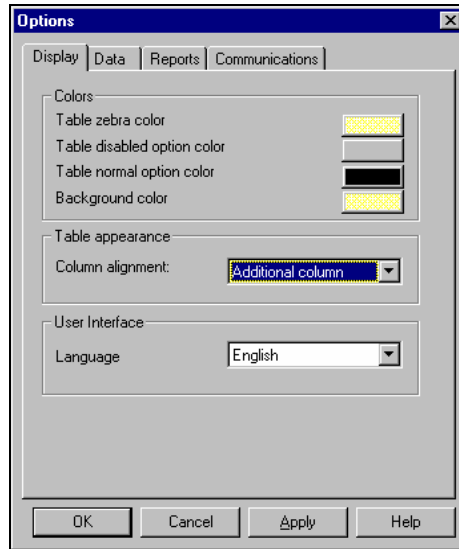 Options
Display Data Reports Communications
Colors
Table zebra color
Table disabled option color
Table normal option color
Background color
Table appearance
Column alignment: Additional column
User Interface
Language English
OK Cancel Apply Help